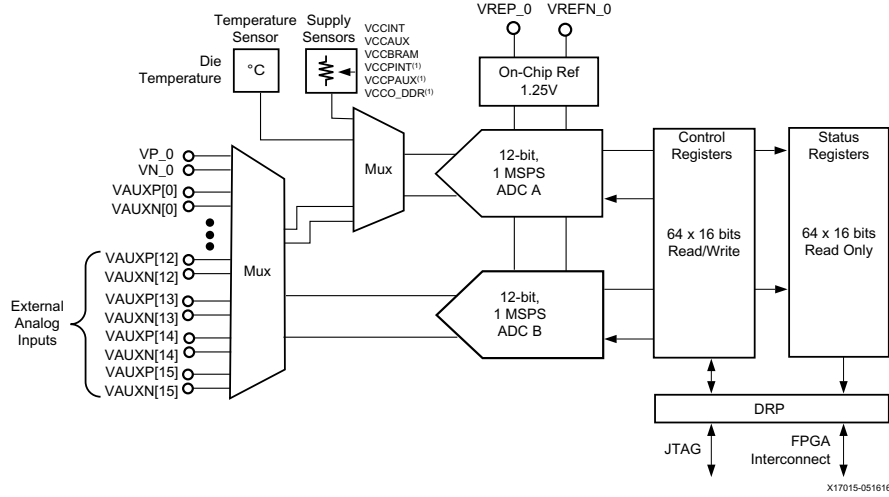 Temperature
Sensor
Supply
Sensors
VCCINT
VCCAUX
VCCBRAM
VCCPINT(1)
VCCPAUX(1)
VCCO_DDR(1)
VREP_0
VREFN_0
Die
Temperature
°C
On-Chip Ref
1.25V
VP_0
VN_0
VAUXP[0]
VAUXN[0]
Mux
12-bit,
1 MSPS
ADC A
Control
Registers
64 x 16 bits
Read/Write
Status
Registers
64 x 16 bits
Read Only
External
Analog
Inputs
VAUXP[12]
VAUXN[12]
VAUXP[13]
VAUXN[13]
VAUXP[14]
VAUXN[14]
VAUXP[15]
VAUXN[15]
Mux
12-bit,
1 MSPS
ADC B
DRP
JTAG
FPGA
Interconnect
X17015-051616